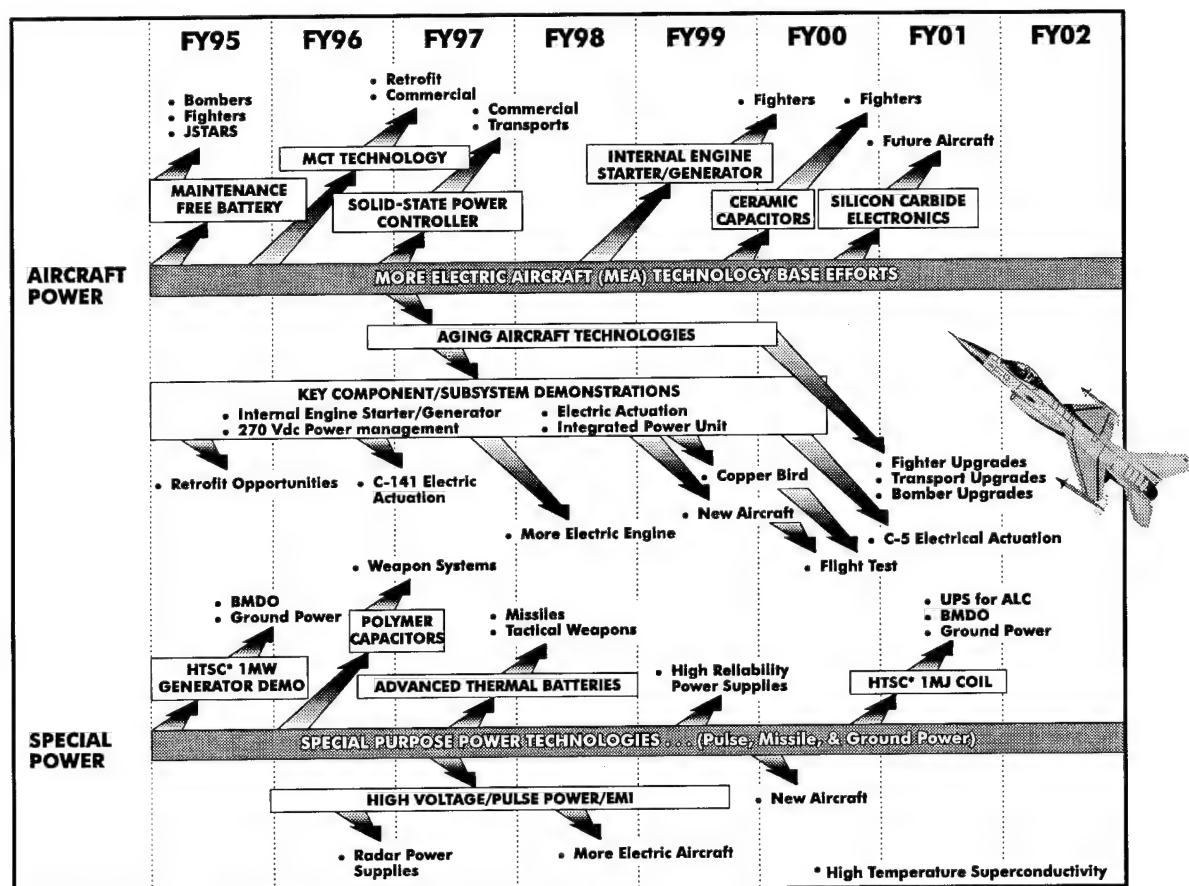 FY95 FY96 FY97 FY98 FY99 FY00 FY01 FY02
• Bombers
• Fighters
• JSTARS
• Retrofit
• Commercial
• Commercial
• Transports
• Fighters
• Fighters
• Future Aircraft
MAINTENANCE
FREE BATTERY
MCT TECHNOLOGY
SOLID-STATE POWER
CONTROLLER
INTERNAL ENGINE
STARTER/GENERATOR
CERAMIC
CAPACITORS
SILICON CARBIDE
ELECTRONICS
AIRCRAFT
POWER
MORE ELECTRIC AIRCRAFT (MEA) TECHNOLOGY BASE EFFORTS
AGING AIRCRAFT TECHNOLOGIES
KEY COMPONENT/SUBSYSTEM DEMONSTRATIONS
• Internal Engine Starter/Generator
• 270 Vdc Power management
• Electric Actuation
• Integrated Power Unit
• Retrofit Opportunities
• C-141 Electric
Actuation
• More Electric Engine
• Copper Bird
• New Aircraft
• Flight Test
• Fighter Upgrades
• Transport Upgrades
• Bomber Upgrades
• C-5 Electrical Actuation
• BMDO
• Ground Power
• Weapon Systems
• Missiles
• Tactical Weapons
• High Reliability
Power Supplies
• UPS for ALC
• BMDO
• Ground Power
HTSC* 1MW
GENERATOR DEMO
POLYMER
CAPACITORS
ADVANCED THERMAL BATTERIES
HTSC* 1MJ COIL
SPECIAL
POWER
SPECIAL PURPOSE POWER TECHNOLOGIES . . . (Pulse, Missile, & Ground Power)
HIGH VOLTAGE/PULSE POWER/EMI
• New Aircraft
• Radar Power
Supplies
• More Electric Aircraft
* High Temperature Superconductivity